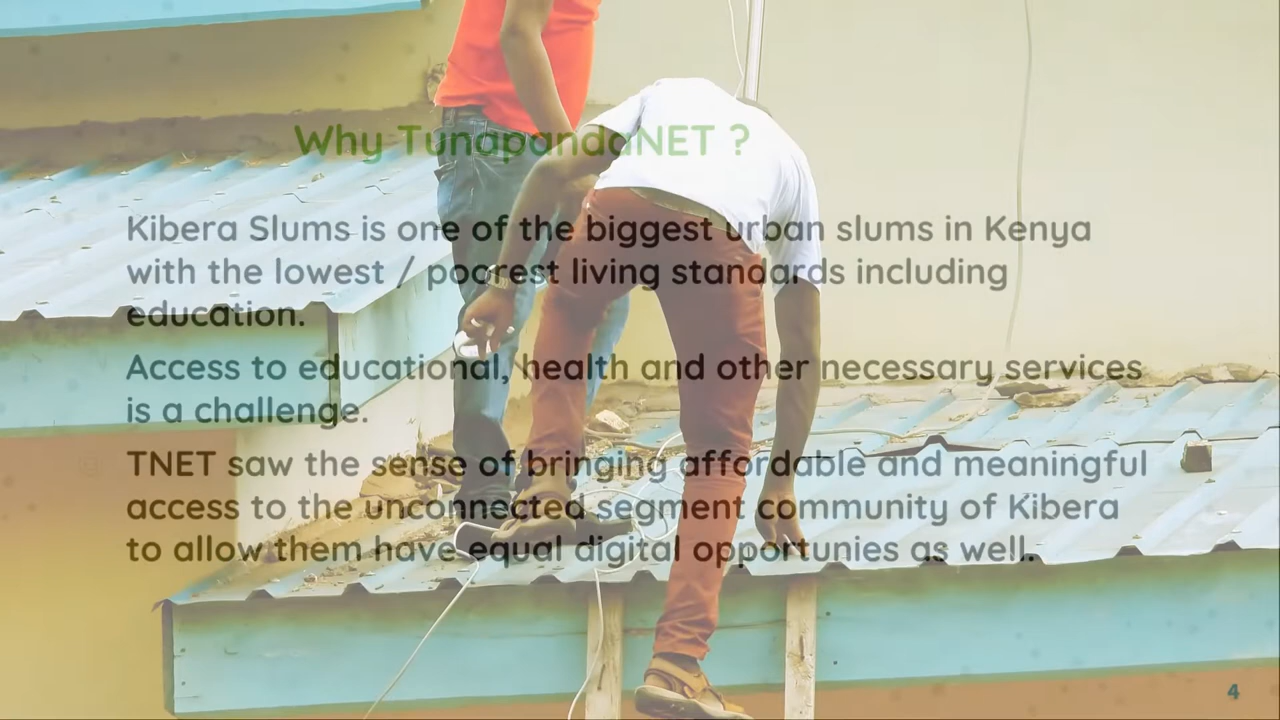 Why TunapandaNET ?
Kibera Slums is one of the biggest urban slums in Kenya
with the lowest / poorest living standards including
education.
Access to educational, health and other necessary services
is a challenge.
TNET saw the sense of bringing affordable and meaningful
access to the unconnected segment community of Kibera
to allow them have equal digital opportunies as well.
4